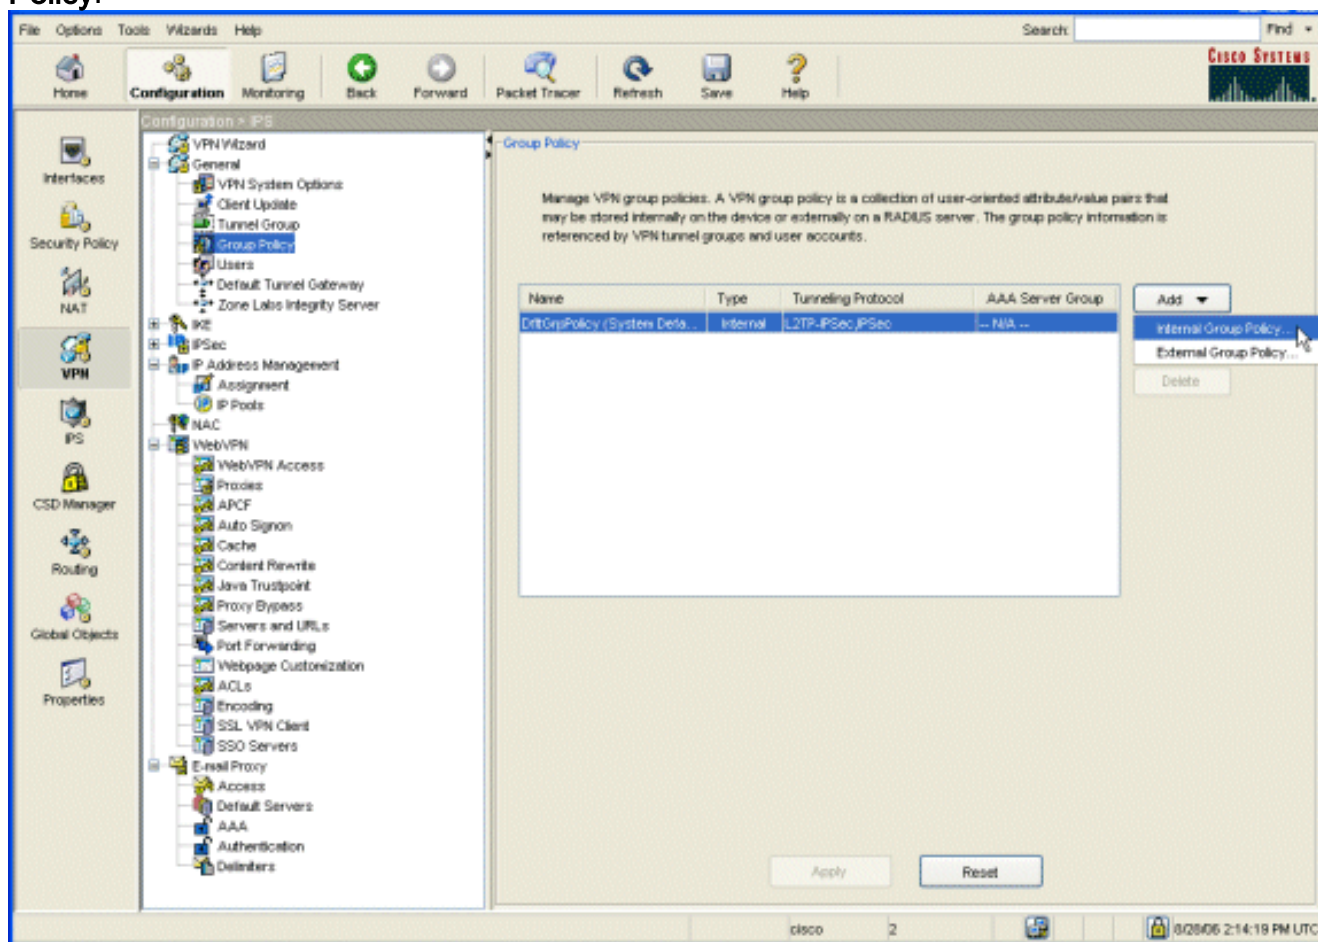 Policy.
File Options Tools Wizards Help Search: Find
Home Configuration Monitoring Back Forward Packet Tracer Refresh Save Help
CISCO SYSTEMS
Configuration > IPS
Interfaces
Security Policy
NAT
VPN
IPS
CSD Manager
Routing
Global Objects
Properties
VPN Wizard
General
VPN System Options
Client Update
Tunnel Group
Group Policy
Users
Default Tunnel Gateway
Zone Labs Integrity Server
IKE
IPSec
IP Address Management
Assignment
IP Pools
NAC
WebVPN
WebVPN Access
Proxies
APCF
Auto Signon
Cache
Content Rewrite
Java Trustpoint
Proxy Bypass
Servers and URLs
Port Forwarding
Webpage Customization
ACLs
Encoding
SSL VPN Client
SSO Servers
E-mail Proxy
Access
Default Servers
AAA
Authentication
Delimiters
Group Policy
Manage VPN group policies. A VPN group policy is a collection of user-oriented attribute/value pairs that
may be stored internally on the device or externally on a RADIUS server. The group policy information is
referenced by VPN tunnel groups and user accounts.
Name Type Tunneling Protocol AAA Server Group
DfltGrpPolicy (System Defa... Internal L2TP-IPSec,IPSec -- N/A --
Add
Internal Group Policy...
External Group Policy...
Delete
Apply Reset
cisco 2 8/28/06 2:14:19 PM UTC